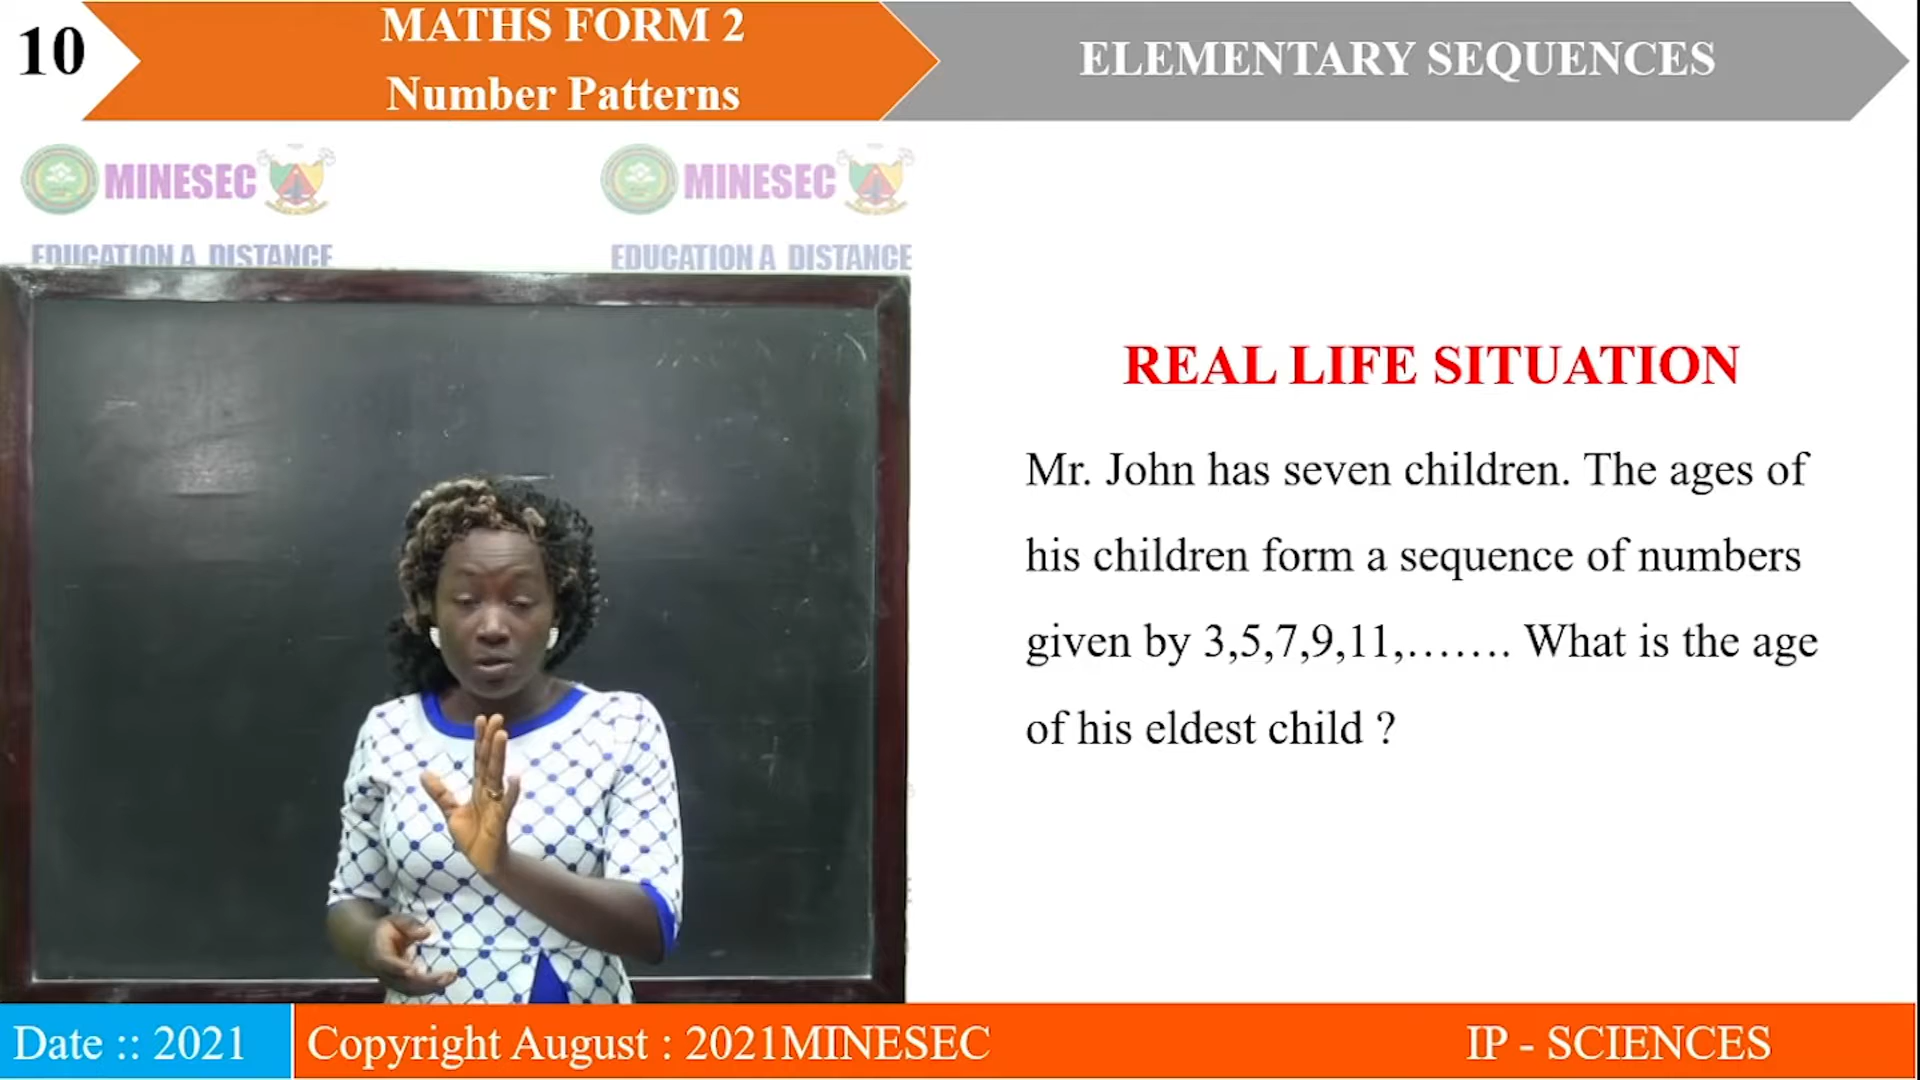 10
MATHS FORM 2
Number Patterns
ELEMENTARY SEQUENCES
MINESEC
MINESEC
EDUCATION A DISTANCE
EDUCATION A DISTANCE
REAL LIFE SITUATION
Mr. John has seven children. The ages of
his children form a sequence of numbers
given by 3,5,7,9,11,……. What is the age
of his eldest child ?
Date :: 2021
Copyright August : 2021MINESEC
IP - SCIENCES